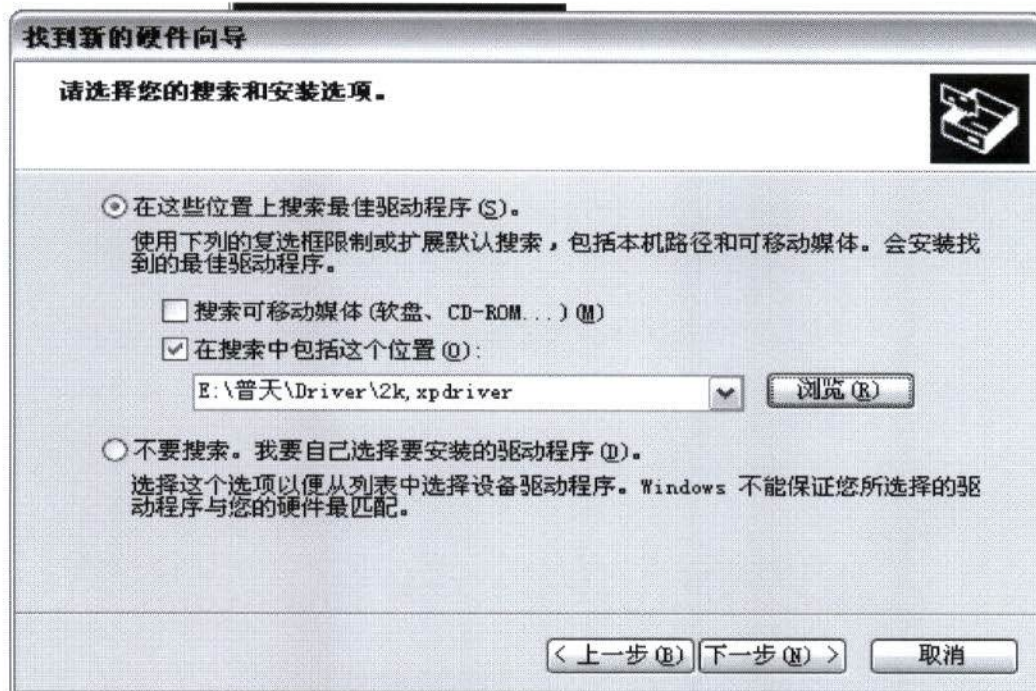 找到新的硬件向导
请选择您的搜索和安装选项。
在这些位置上搜索最佳驱动程序(S)。
使用下列的复选框限制或扩展默认搜索，包括本机路径和可移动媒体。会安装找
到的最佳驱动程序。
搜索可移动媒体(软盘、CD-ROM...)(M)
在搜索中包括这个位置(O):
E:\普天\Driver\2k,xpdriver
浏览(R)
不要搜索。我要自己选择要安装的驱动程序(D)。
选择这个选项以便从列表中选择设备驱动程序。Windows 不能保证您所选择的驱
动程序与您的硬件最匹配。
< 上一步(B) 下一步(N) > 取消